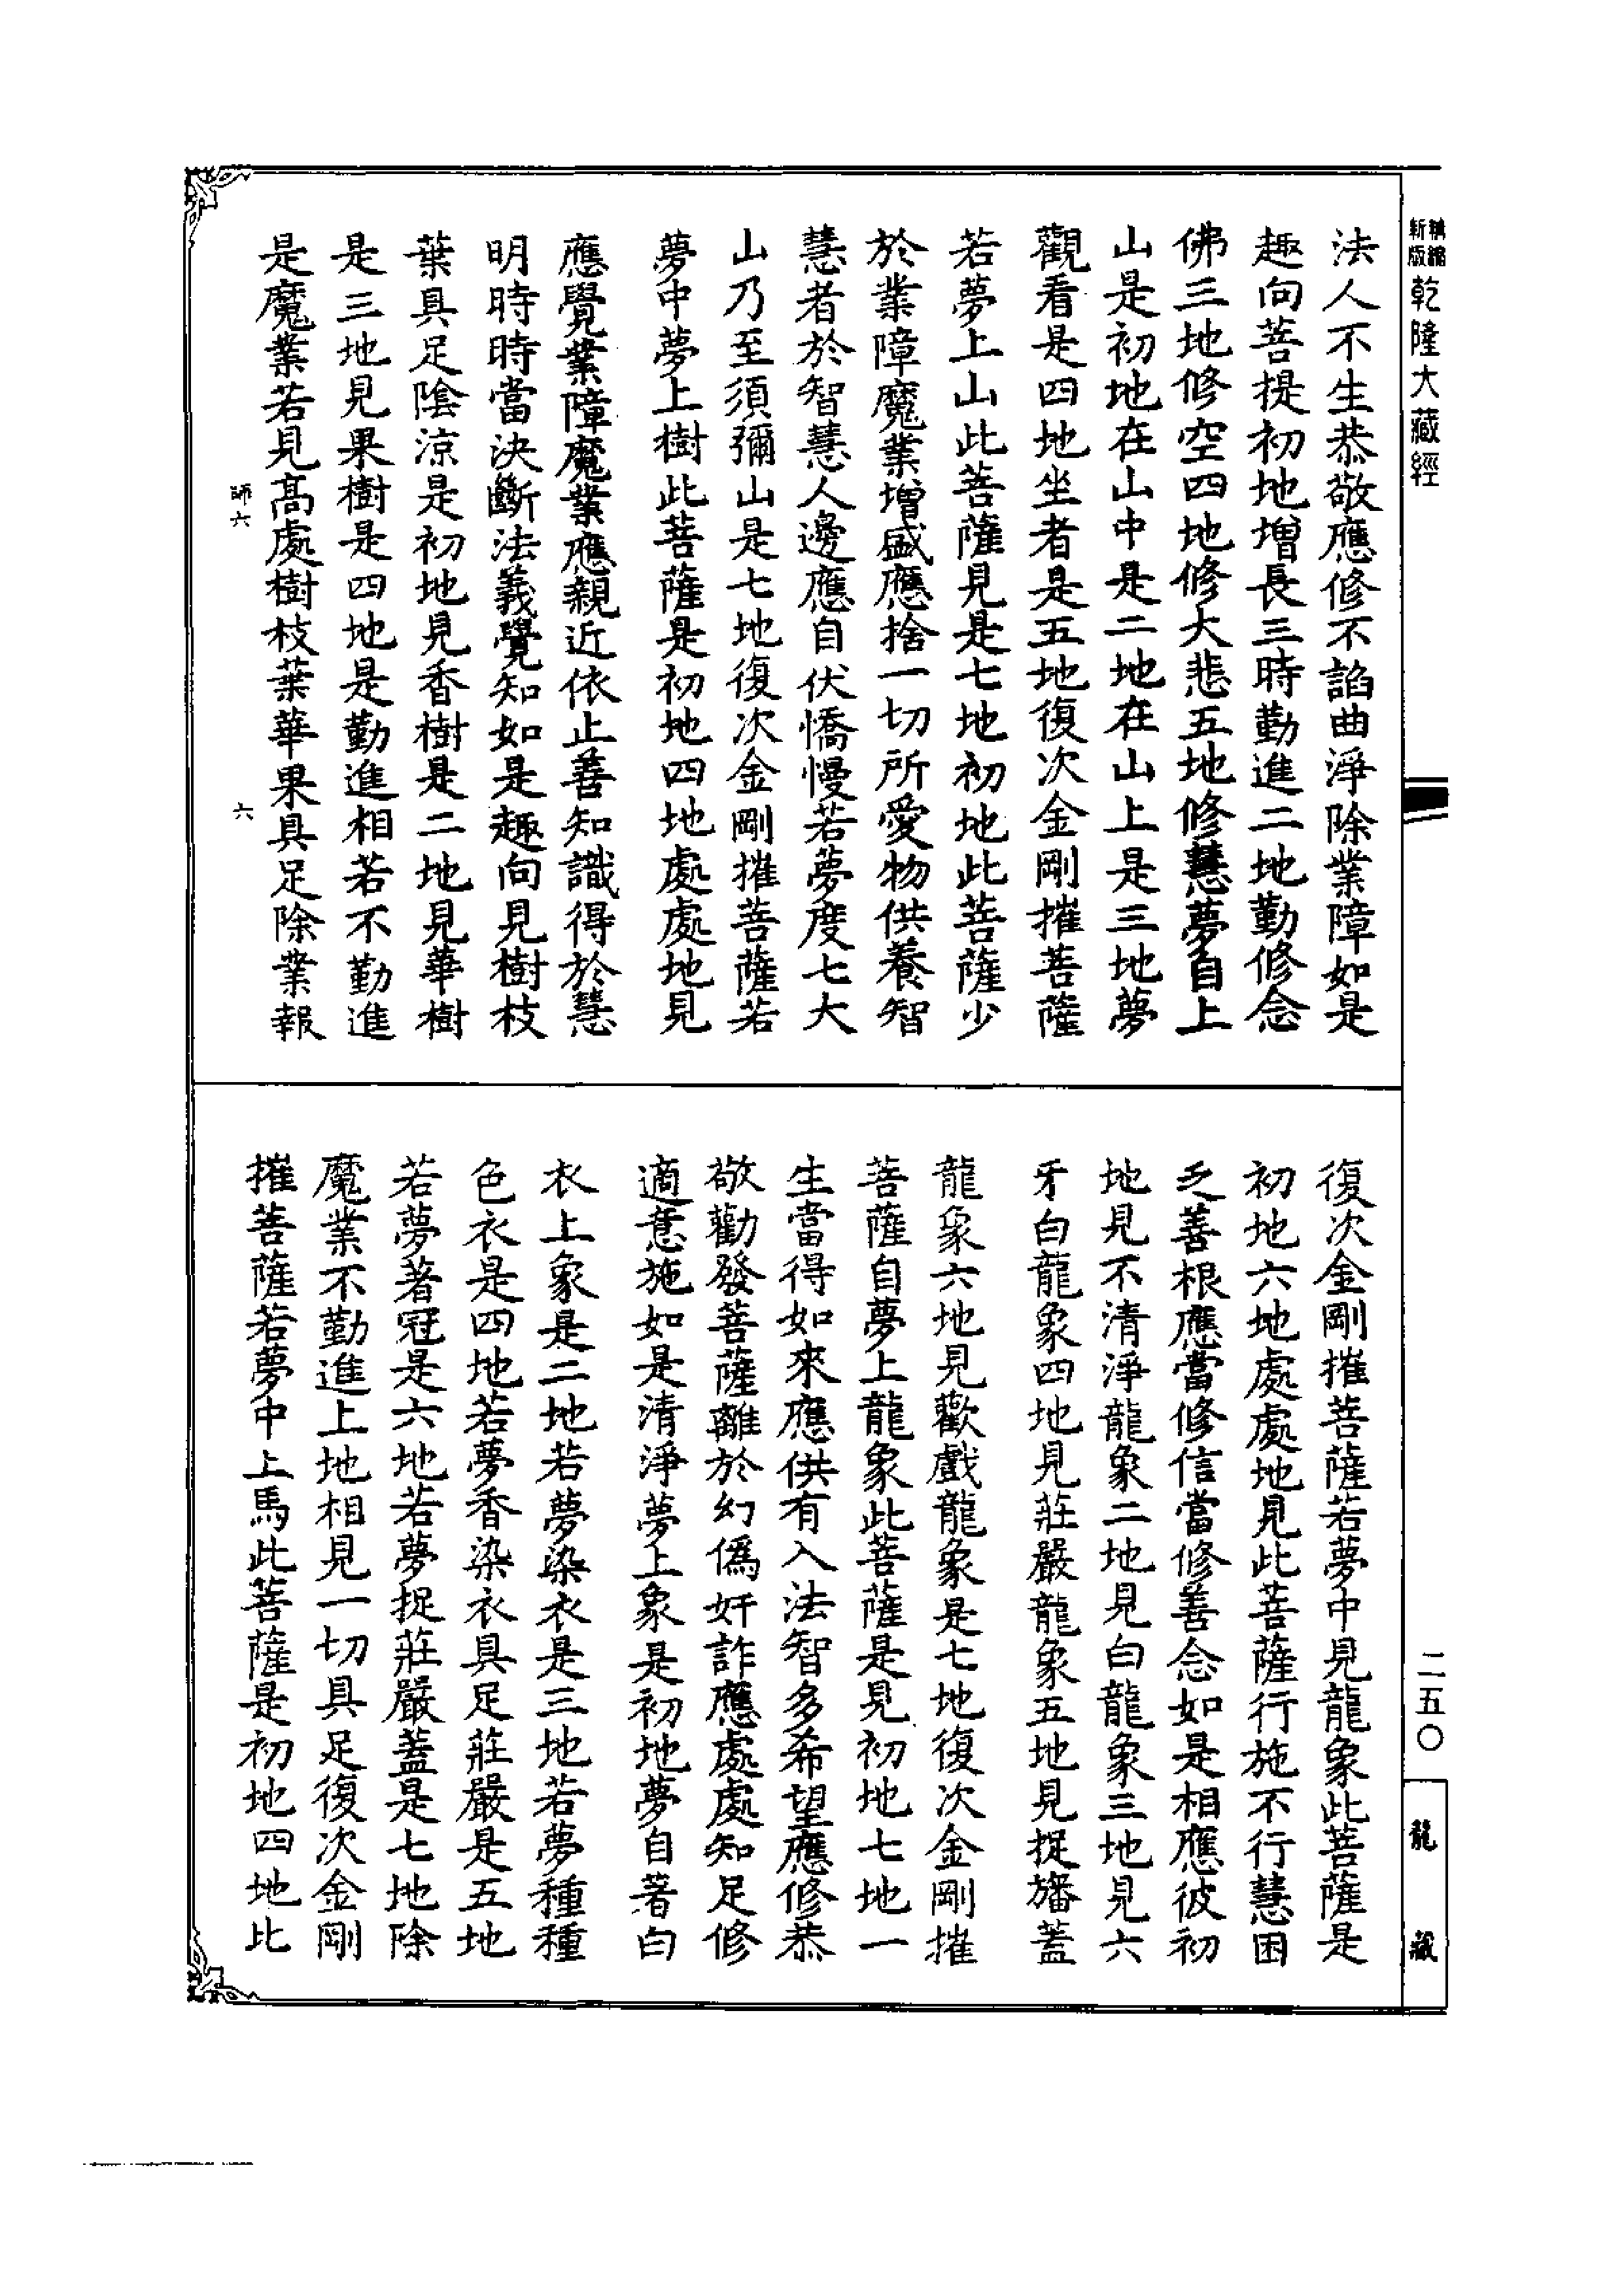 新版精縮乾隆大藏經
二五〇
龍藏
法人不生恭敬應修不諂曲淨除業障如是
趣向菩提初地增長三時勤進二地勤修念
佛三地修空四地修大悲五地修慧夢自上
山是初地在山中是二地在山上是三地夢
觀看是四地坐者是五地復次金剛摧菩薩
若夢上山此菩薩見是七地初地此菩薩少
於業障魔業增盛應捨一切所愛物供養智
慧者於智慧人邊應自伏憍慢若夢度七大
山乃至須彌山是七地復次金剛摧菩薩若
夢中夢上樹此菩薩是初地四地處處地見
應覺業障魔業應親近依止善知識得於慧
明時時當決斷法義覺知如是趣向見樹枝
葉具足陰涼是初地見香樹是二地見華樹
是三地見果樹是四地是勤進相若不勤進
是魔業若見高處樹枝葉華果具足除業報
師六
六
復次金剛摧菩薩若夢中見龍象此菩薩是
初地六地處處地見此菩薩行施不行慧困
乏善根應當修信當修善念如是相應彼初
地見不清淨龍象二地見白龍象三地見六
牙白龍象四地見莊嚴龍象五地見捉旛蓋
龍象六地見歡戲龍象是七地復次金剛摧
菩薩自夢上龍象此菩薩是見初地七地一
生當得如來應供有入法智多希望應修恭
敬勸發菩薩離於幻偽奸詐應處處知足修
適意施如是清淨夢上象是初地夢自著白
衣上象是二地若夢染衣是三地若夢種種
色衣是四地若夢香染衣具足莊嚴是五地
若夢著冠是六地若夢捉莊嚴蓋是七地除
魔業不勤進上地相見一切具足復次金剛
摧菩薩若夢中上馬此菩薩是初地四地比